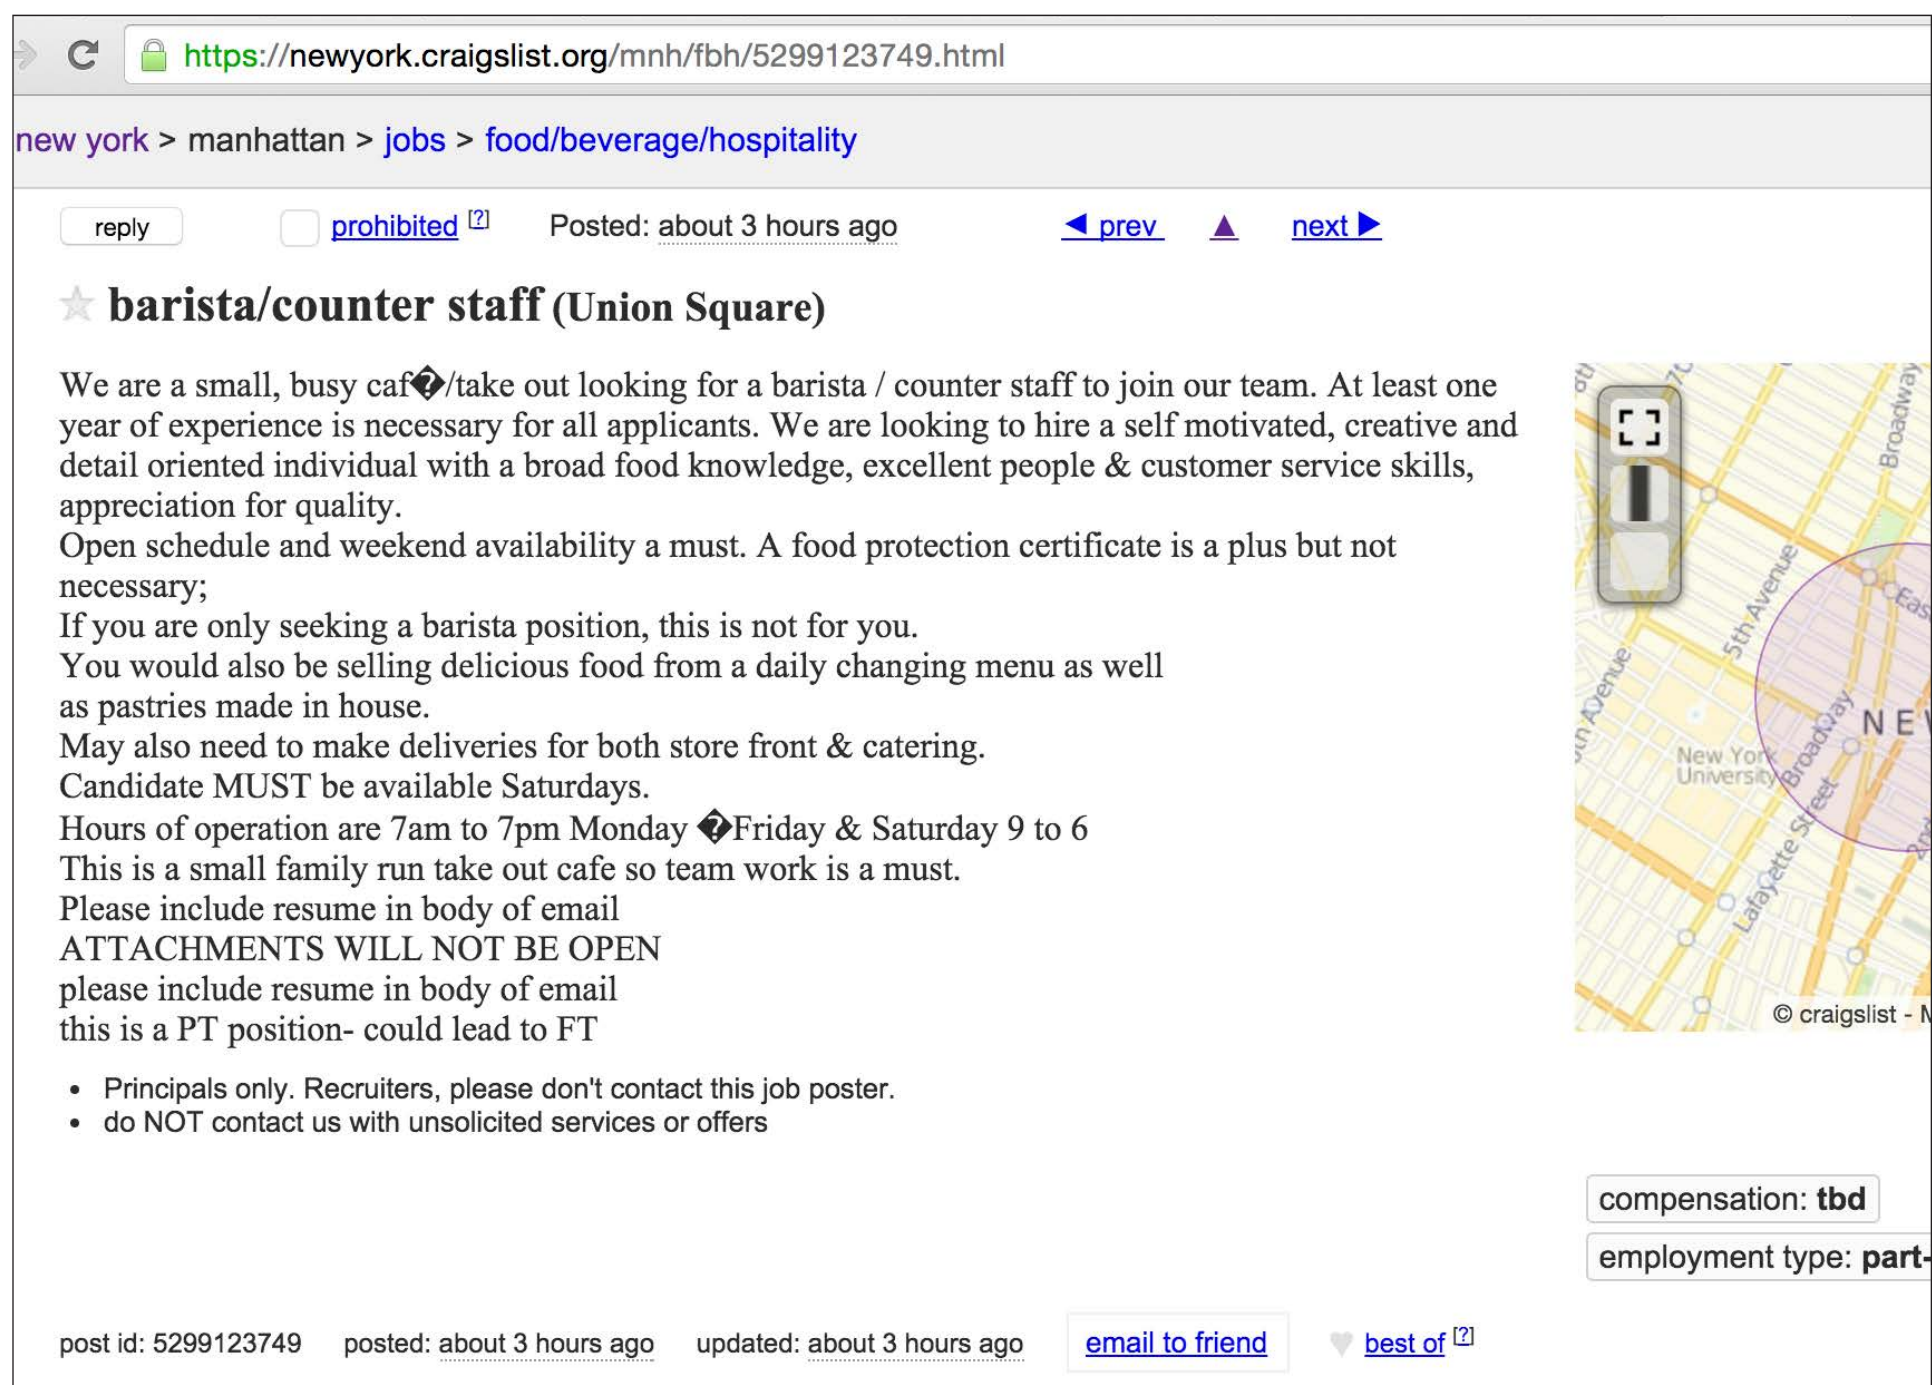 https://newyork.craigslist.org/mnh/fbh/5299123749.html
new york > manhattan > jobs > food/beverage/hospitality
reply prohibited [?] Posted: about 3 hours ago ◀ prev ▲ next ▶
barista/counter staff (Union Square)
We are a small, busy caf�/take out looking for a barista / counter staff to join our team. At least one
year of experience is necessary for all applicants. We are looking to hire a self motivated, creative and
detail oriented individual with a broad food knowledge, excellent people & customer service skills,
appreciation for quality.
Open schedule and weekend availability a must. A food protection certificate is a plus but not
necessary;
If you are only seeking a barista position, this is not for you.
You would also be selling delicious food from a daily changing menu as well
as pastries made in house.
May also need to make deliveries for both store front & catering.
Candidate MUST be available Saturdays.
Hours of operation are 7am to 7pm Monday �Friday & Saturday 9 to 6
This is a small family run take out cafe so team work is a must.
Please include resume in body of email
ATTACHMENTS WILL NOT BE OPEN
please include resume in body of email
this is a PT position- could lead to FT
• Principals only. Recruiters, please don't contact this job poster.
• do NOT contact us with unsolicited services or offers
Broadway
5th Avenue
Avenue
Broadway
New York
University
Lafayette Street
© craigslist -
compensation: tbd
employment type: part-
post id: 5299123749 posted: about 3 hours ago updated: about 3 hours ago email to friend best of [?]